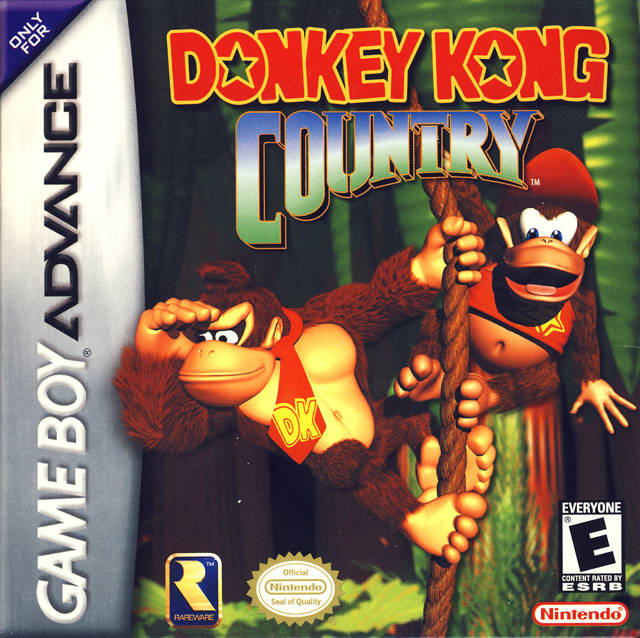 ONLY
FOR
GAME BOY ADVANCE
®
DONKEY KONG
COUNTRY
TM
DK
R
TM
RAREWARE
Official
Nintendo
Seal of Quality
EVERYONE
®
E
CONTENT RATED BY
ESRB
Nintendo